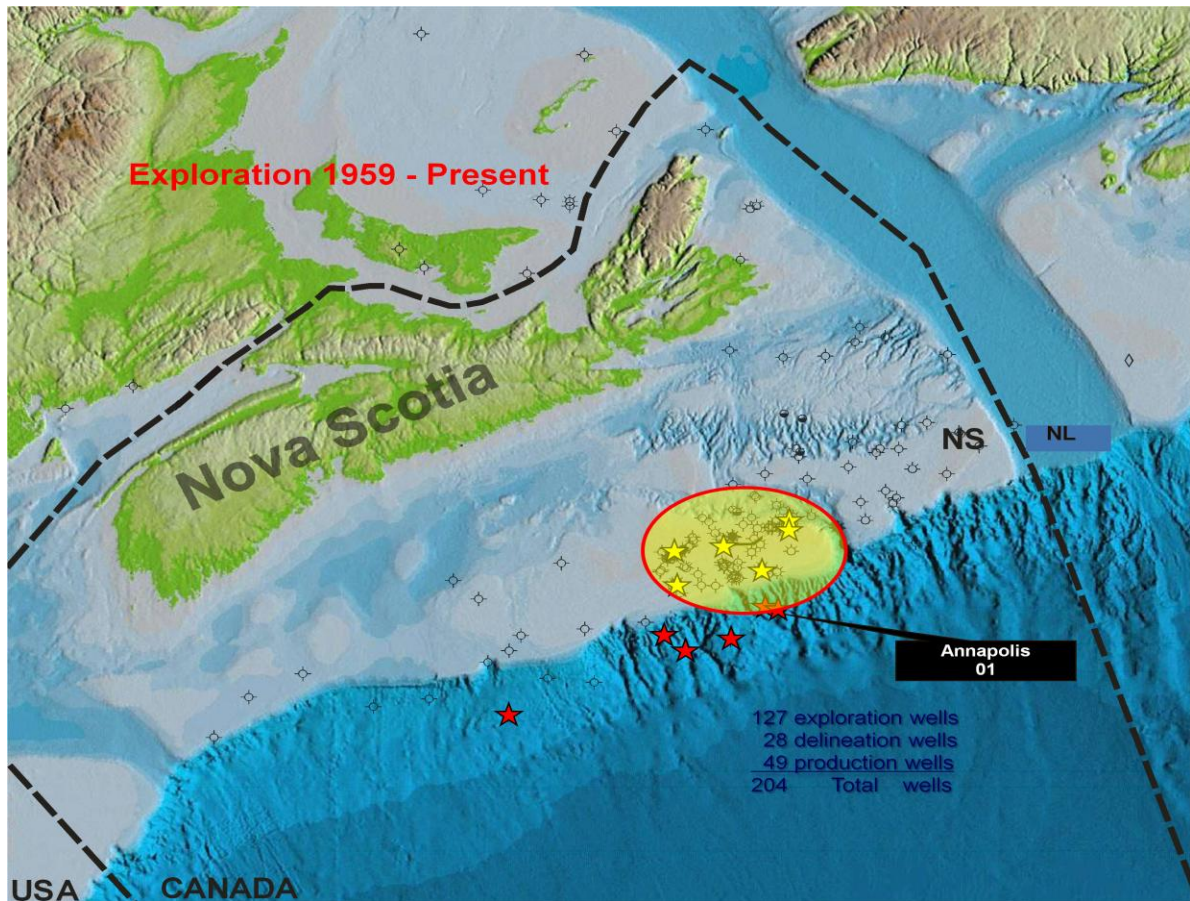 Exploration 1959 - Present
Nova Scotia
NS
NL
Annapolis
01
127 exploration wells
28 delineation wells
49 production wells
204 Total wells
USA
CANADA